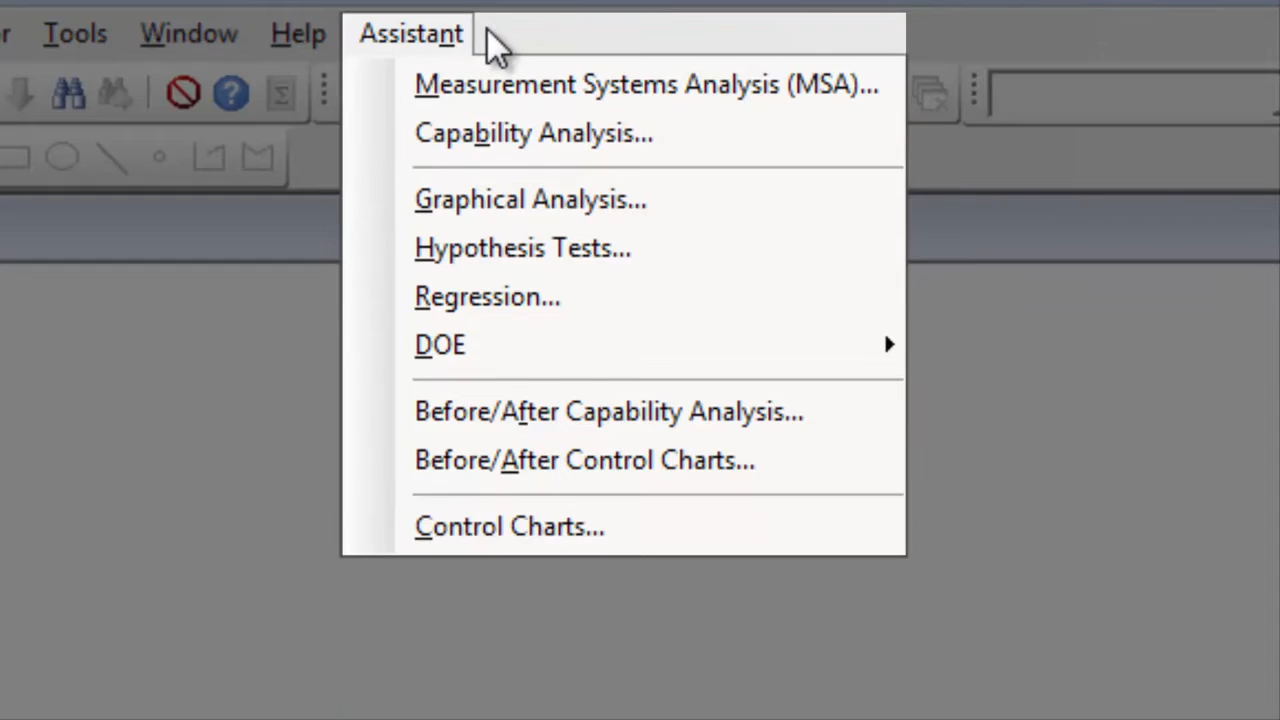 r Tools Window Help Assistant
Measurement Systems Analysis (MSA)...
Capability Analysis...
Graphical Analysis...
Hypothesis Tests...
Regression...
DOE
Before/After Capability Analysis...
Before/After Control Charts...
Control Charts...